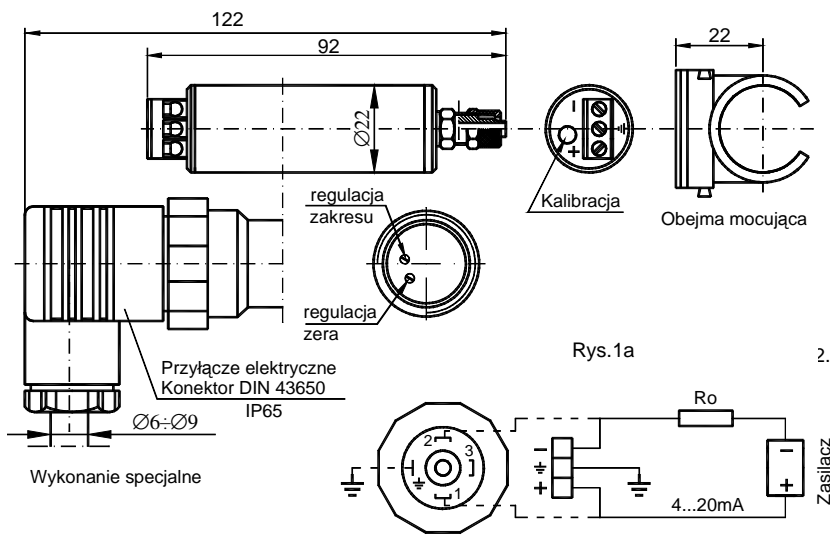 122
92
22
Ø22
-
+
Kalibracja
Obejma mocująca
regulacja
zakresu
regulacja
zera
Przyłącze elektryczne
Konektor DIN 43650
IP65
Ø6÷Ø9
Wykonanie specjalne
Rys.1a
2.
Ro
2
3
1
-
+
4...20mA
-
+
Zasilacz